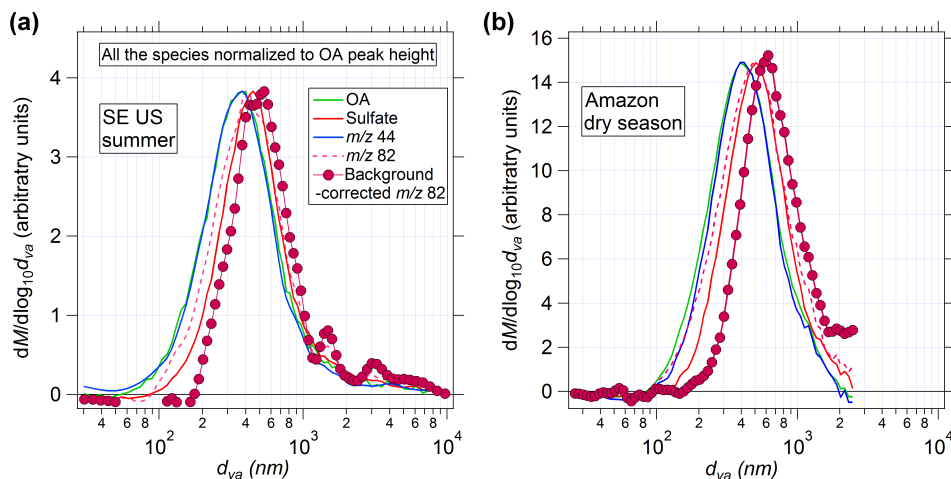 (a)
All the species normalized to OA peak height
SE US
summer
OA
Sulfate
m/z 44
m/z 82
Background
-corrected m/z 82
dM/dlog10dva (arbitratry units)
4
3
2
1
0
4 6 8 10² 2 4 6 8 10³ 2 4 6 8 10⁴
dva (nm)
(b)
Amazon
dry season
dM/dlog10dva (arbitratry units)
16
14
12
10
8
6
4
2
0
4 6 8 10² 2 4 6 8 10³ 2 4 6 8 10⁴
dva (nm)